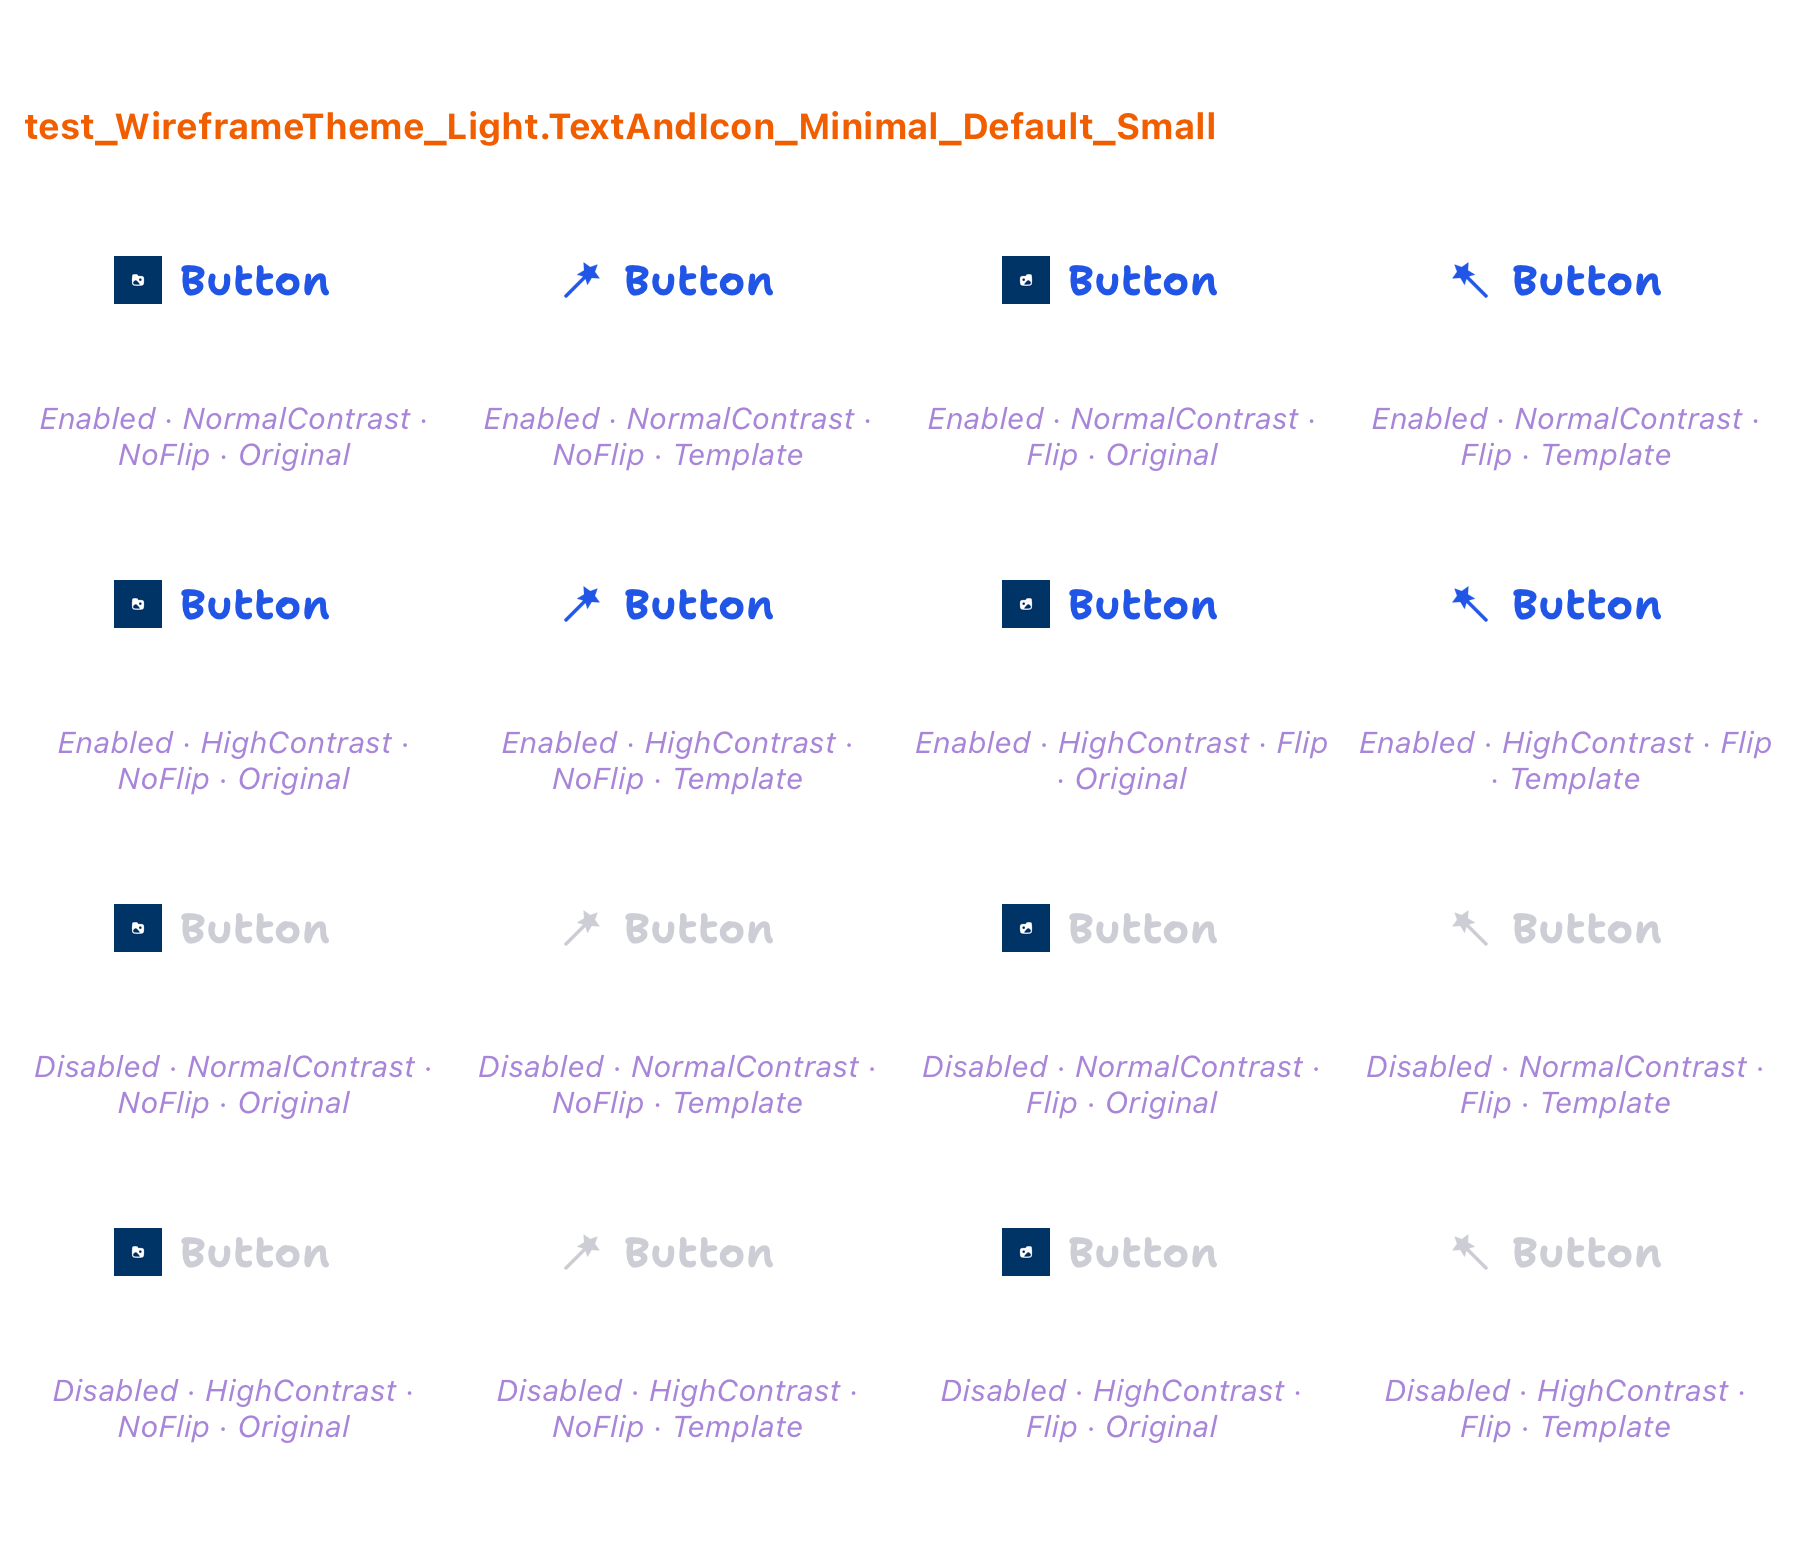 test_WireframeTheme_Light.TextAndIcon_Minimal_Default_Small
Button Button Button Button
Enabled · NormalContrast · Enabled · NormalContrast · Enabled · NormalContrast · Enabled · NormalContrast ·
NoFlip · Original NoFlip · Template Flip · Original Flip · Template
Button Button Button Button
Enabled · HighContrast · Enabled · HighContrast · Enabled · HighContrast · Flip Enabled · HighContrast · Flip
NoFlip · Original NoFlip · Template · Original · Template
Button Button Button Button
Disabled · NormalContrast · Disabled · NormalContrast · Disabled · NormalContrast · Disabled · NormalContrast ·
NoFlip · Original NoFlip · Template Flip · Original Flip · Template
Button Button Button Button
Disabled · HighContrast · Disabled · HighContrast · Disabled · HighContrast · Disabled · HighContrast ·
NoFlip · Original NoFlip · Template Flip · Original Flip · Template